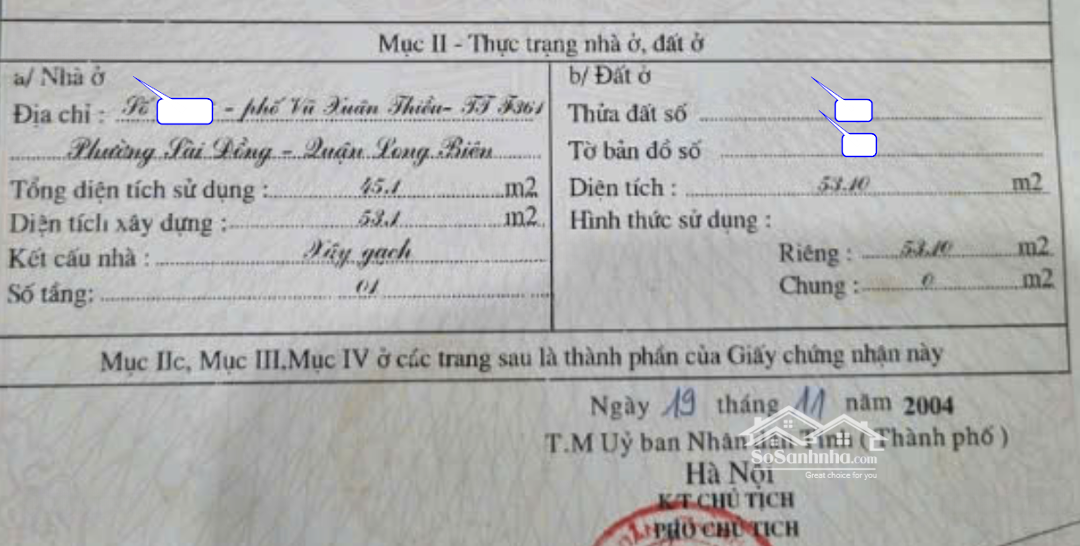 Mục II - Thực trạng nhà ở, đất ở
a/ Nhà ở
Địa chỉ : Số - phố Vũ Xuân Thiều- TT F361
Phường Sài Đồng - Quận Long Biên
Tổng diện tích sử dụng : 45.1 m2
Diện tích xây dựng : 53.1 m2
Kết cấu nhà : Xây gạch
Số tầng: 01
b/ Đất ở
Thửa đất số
Tờ bản đồ số
Diện tích : 53.10 m2
Hình thức sử dụng :
Riêng : 53.10 m2
Chung : 0 m2
Mục IIc, Mục III.Mục IV ở các trang sau là thành phần của Giấy chứng nhận này
Ngày 19 tháng 11 năm 2004
T.M Uỷ ban Nhân dân Tỉnh ( Thành phố )
SoSanhnha.com
Great choice for you
Hà Nội
K/T CHỦ TỊCH
PHÓ CHỦ TỊCH